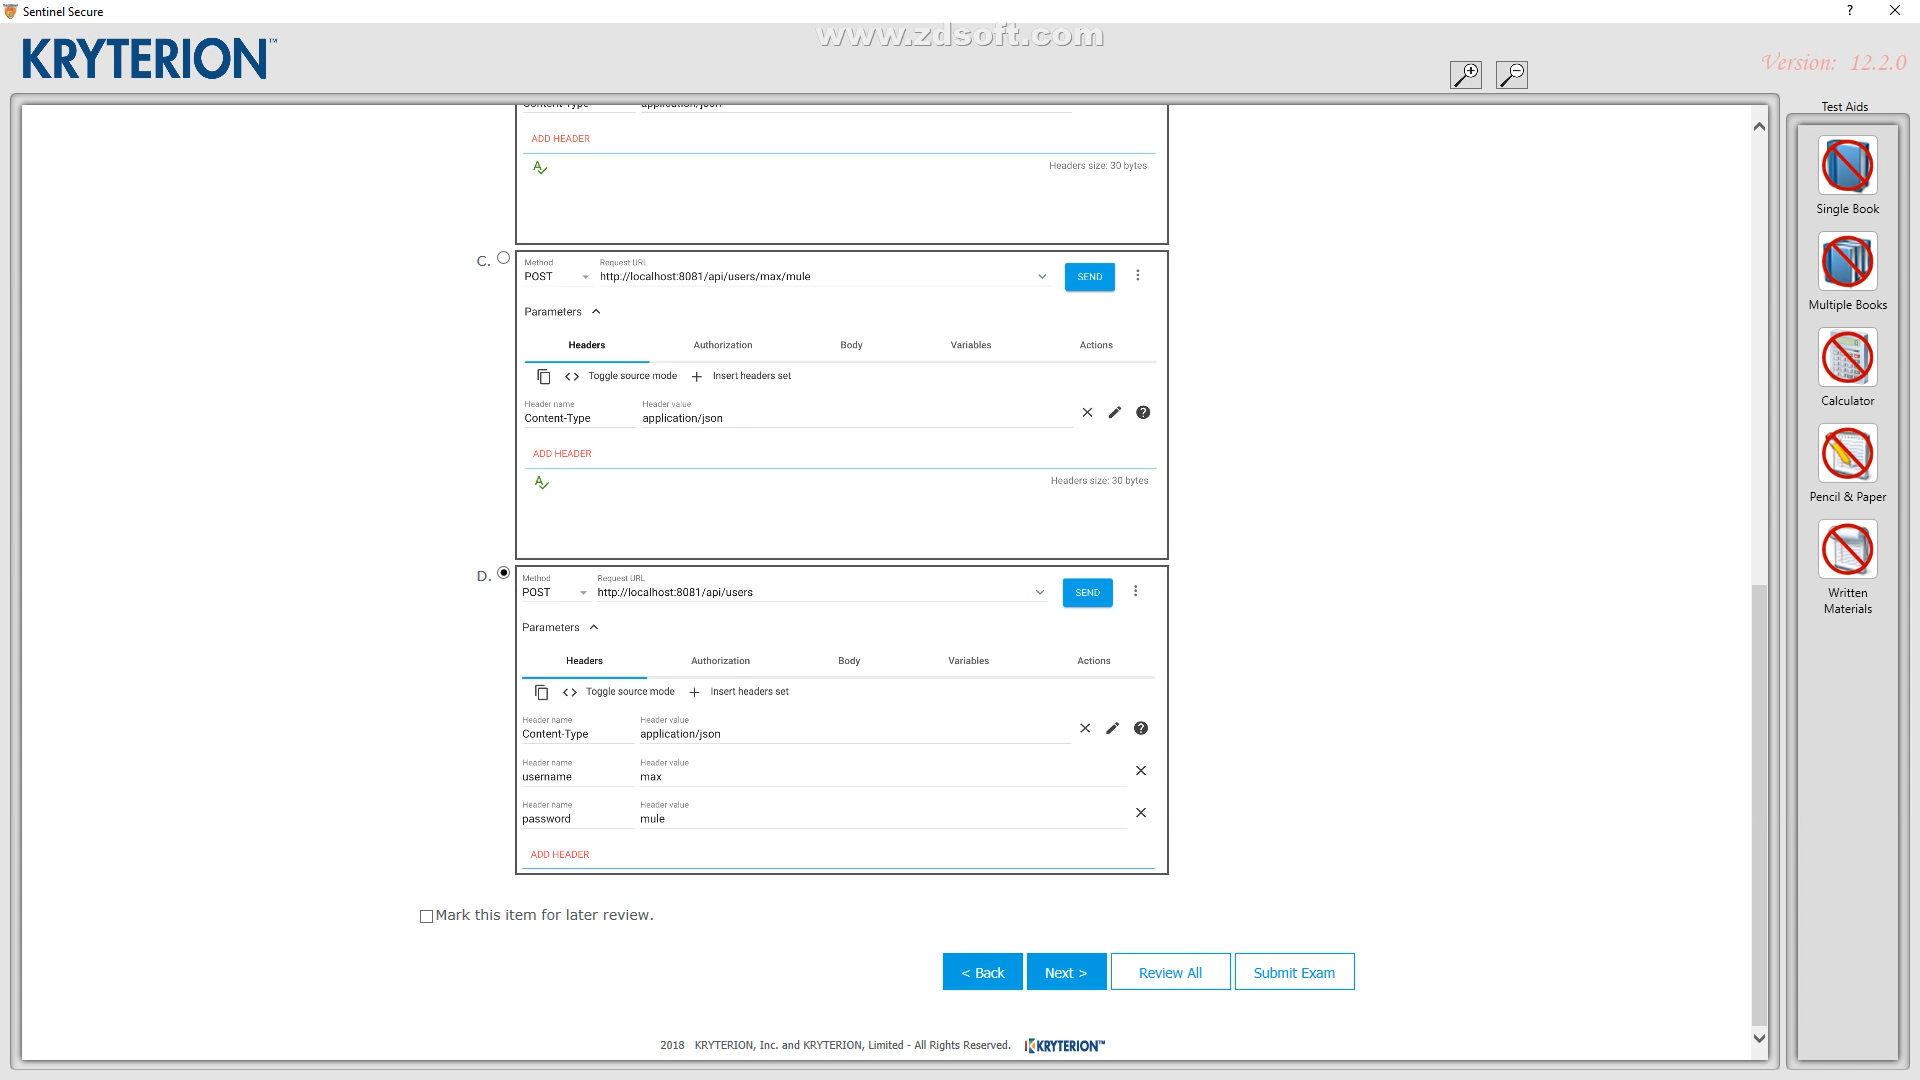 Sentinel Secure
?
www.zdsoft.com
KRYTERION™
Version: 12.2.0
Test Aids
Single Book
Multiple Books
Calculator
Pencil & Paper
Written
Materials
Content-Type application/json
ADD HEADER
Headers size: 30 bytes
C.
Method Request URL
POST http://localhost:8081/api/users/max/mule SEND
Parameters
Headers Authorization Body Variables Actions
<> Toggle source mode + Insert headers set
Header name Header value
Content-Type application/json
ADD HEADER
Headers size: 30 bytes
D.
Method Request URL
POST http://localhost:8081/api/users SEND
Parameters
Headers Authorization Body Variables Actions
<> Toggle source mode + Insert headers set
Header name Header value
Content-Type application/json
Header name Header value
username max
Header name Header value
password mule
ADD HEADER
Mark this item for later review.
< Back Next > Review All Submit Exam
2018 KRYTERION, Inc. and KRYTERION, Limited - All Rights Reserved. KRYTERION™